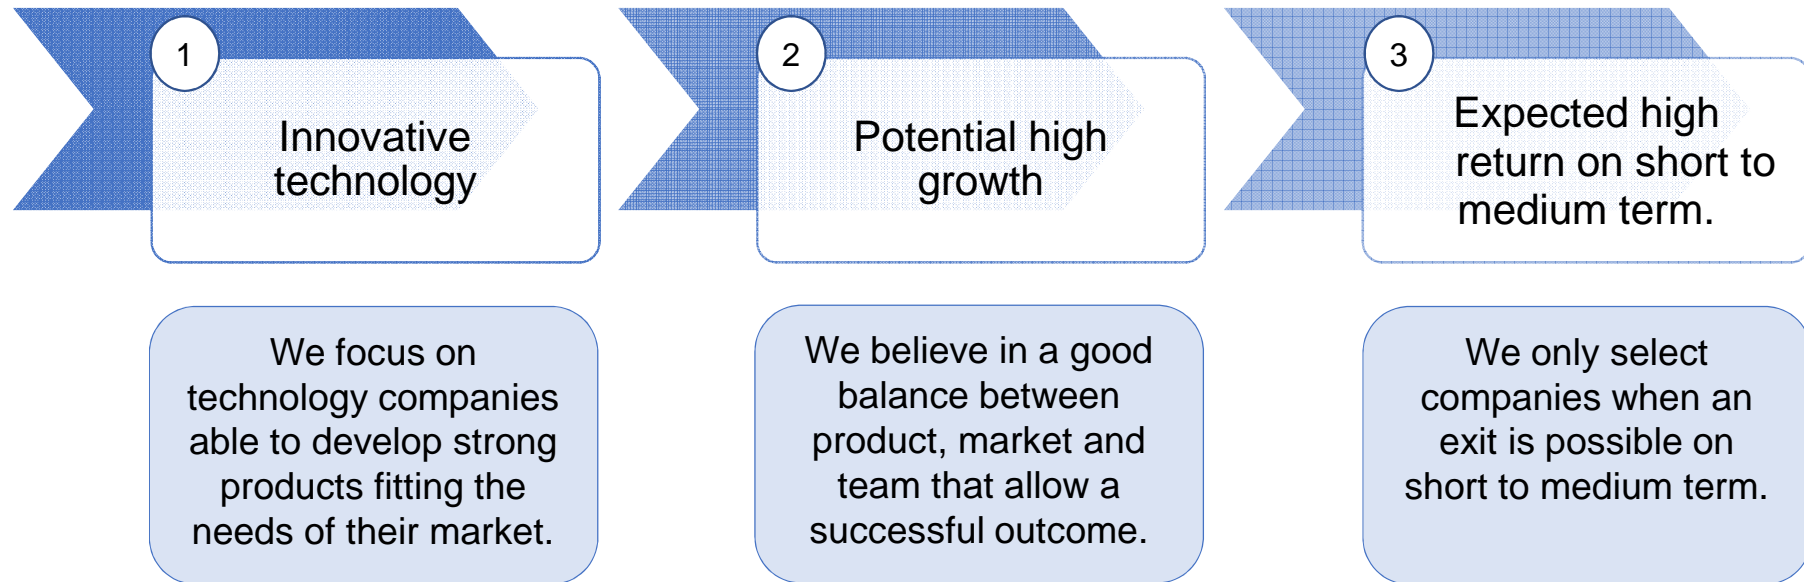 1
Innovative
technology
2
Potential high
growth
3
Expected high
return on short to
medium term.
We focus on
technology companies
able to develop strong
products fitting the
needs of their market.
We believe in a good
balance between
product, market and
team that allow a
successful outcome.
We only select
companies when an
exit is possible on
short to medium term.